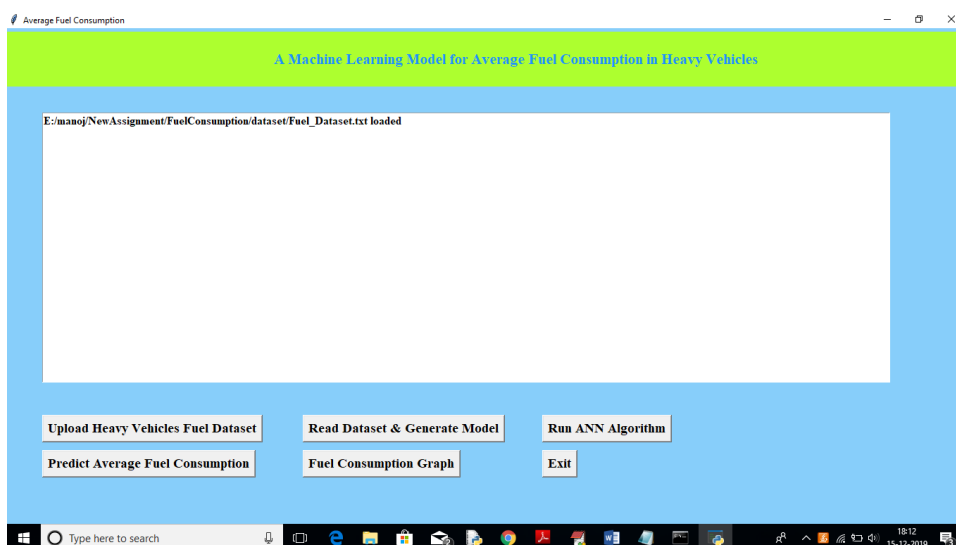 Average Fuel Consumption
A Machine Learning Model for Average Fuel Consumption in Heavy Vehicles
E:/manoj/NewAssignment/FuelConsumption/dataset/Fuel_Dataset.txt loaded
Upload Heavy Vehicles Fuel Dataset
Read Dataset & Generate Model
Run ANN Algorithm
Predict Average Fuel Consumption
Fuel Consumption Graph
Exit
Type here to search
18:12
15-12-2019